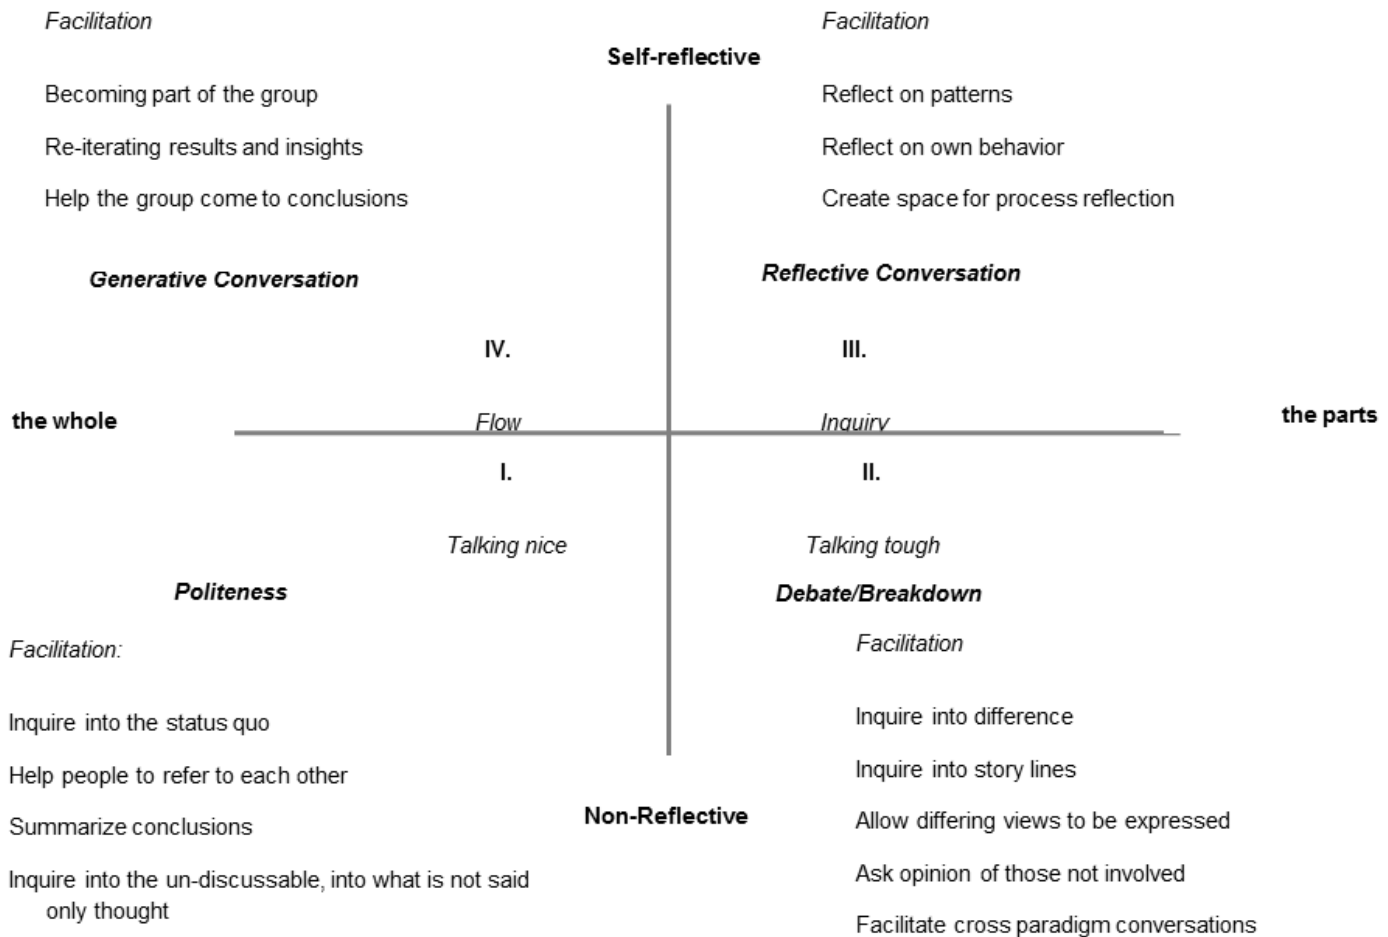 Facilitation
Facilitation
Self-reflective
Becoming part of the group
Reflect on patterns
Re-iterating results and insights
Reflect on own behavior
Help the group come to conclusions
Create space for process reflection
Generative Conversation
Reflective Conversation
IV.
III.
the whole
Flow
Inquiry
the parts
I.
II.
Talking nice
Talking tough
Politeness
Debate/Breakdown
Facilitation:
Facilitation
Inquire into the status quo
Inquire into difference
Help people to refer to each other
Inquire into story lines
Summarize conclusions
Non-Reflective
Allow differing views to be expressed
Inquire into the un-discussable, into what is not said
only thought
Ask opinion of those not involved
Facilitate cross paradigm conversations